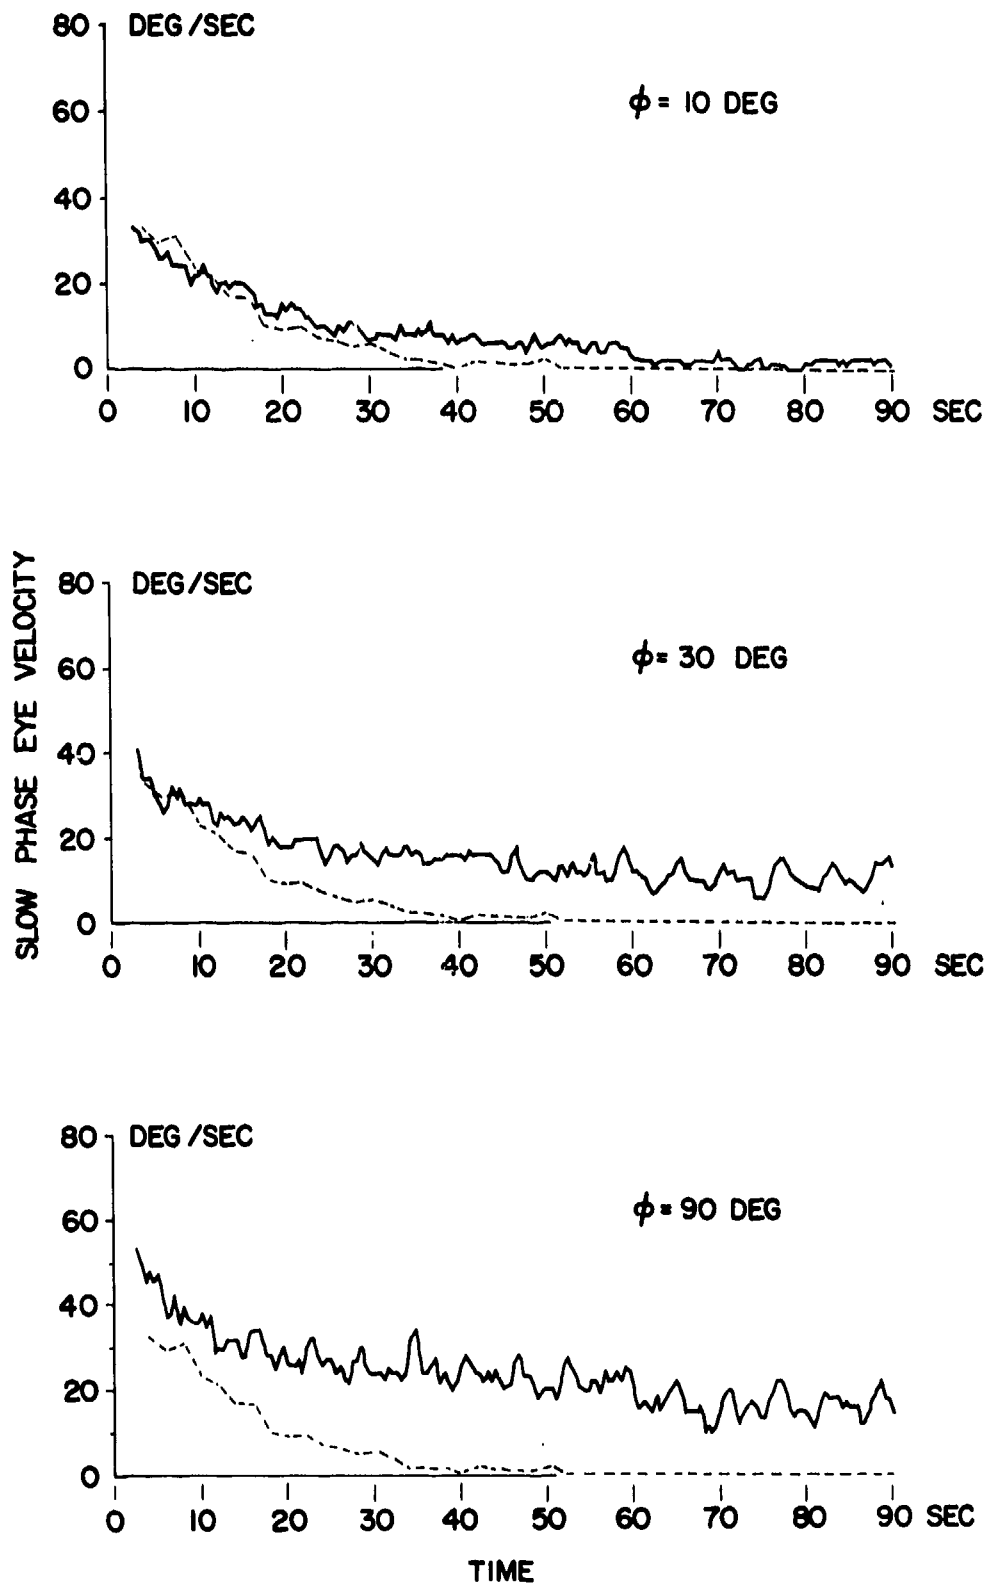 80 DEG/SEC
ϕ = 10 DEG
60
40
20
0
0 10 20 30 40 50 60 70 80 90 SEC
SLOW PHASE EYE VELOCITY
80 DEG/SEC
ϕ = 30 DEG
60
40
20
0
0 10 20 30 40 50 60 70 80 90 SEC
80 DEG/SEC
ϕ = 90 DEG
60
40
20
0
0 10 20 30 40 50 60 70 80 90 SEC
TIME